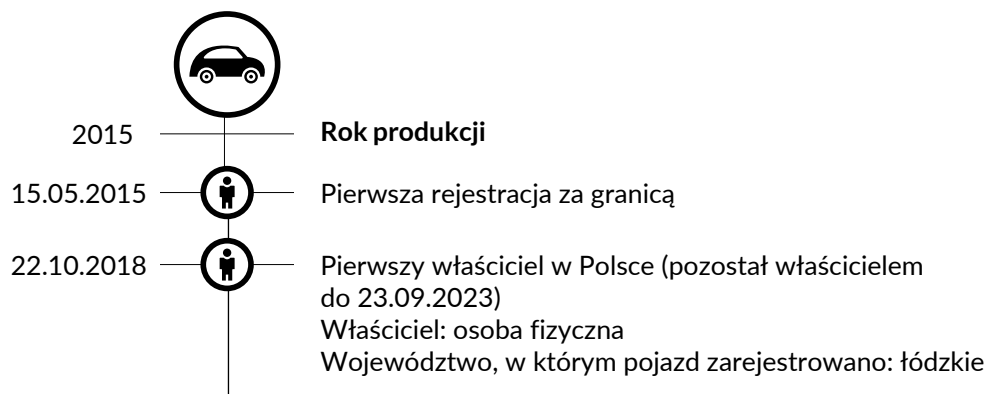 2015 Rok produkcji
15.05.2015 Pierwsza rejestracja za granicą
22.10.2018 Pierwszy właściciel w Polsce (pozostał właścicielem
do 23.09.2023)
Właściciel: osoba fizyczna
Województwo, w którym pojazd zarejestrowano: łódzkie